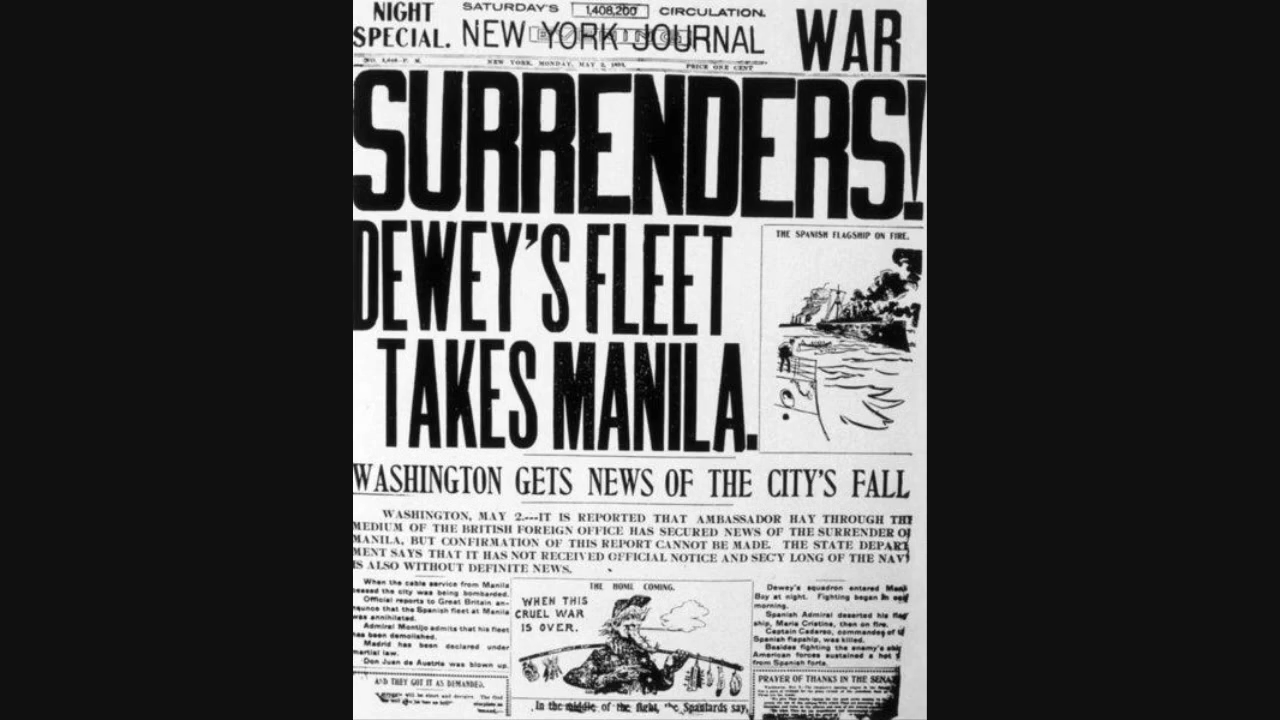 NIGHT
SPECIAL.
SATURDAY'S 1,408,200 CIRCULATION.
NEW YORK JOURNAL
WAR
NEW YORK, MONDAY, MAY 2, 1898.
PRICE ONE CENT
SURRENDERS!
DEWEY'S FLEET
TAKES MANILA.
THE SPANISH FLAGSHIP ON FIRE.
WASHINGTON GETS NEWS OF THE CITY'S FALL
WASHINGTON, MAY 2.---IT IS REPORTED THAT AMBASSADOR HAY THROUGH THE
MEDIUM OF THE BRITISH FOREIGN OFFICE HAS SECURED NEWS OF THE SURRENDER OF
MANILA, BUT CONFIRMATION OF THIS REPORT CANNOT BE MADE. THE STATE DEPART
MENT SAYS THAT IT HAS NOT RECEIVED OFFICIAL NOTICE AND SEC'Y LONG OF THE NAVY
IS ALSO WITHOUT DEFINITE NEWS.
When the cable service from Manila
ceased the city was being bombarded.
Official reports to Great Britain an-
nounce that the Spanish fleet at Manila
was annihilated.
Admiral Montijo admits that his fleet
has been demolished.
Madrid has been declared under
martial law.
Don Juan de Austria was blown up.
AND THEY GOT IT AS DEMANDED.
THE HOME COMING.
WHEN THIS
CRUEL WAR
IS OVER.
In the middle of the fight, the Spaniards say,
Dewey's squadron entered Manila
Bay at night. Fighting began in
morning.
Spanish Admiral deserted his flag
ship, Maria Cristina, then on fire.
Captain Cadarso, commander of
Spanish flagship, was killed.
Besides fighting the enemy's
American forces sustained a hot
from Spanish forts.
PRAYER OF THANKS IN THE SENATE